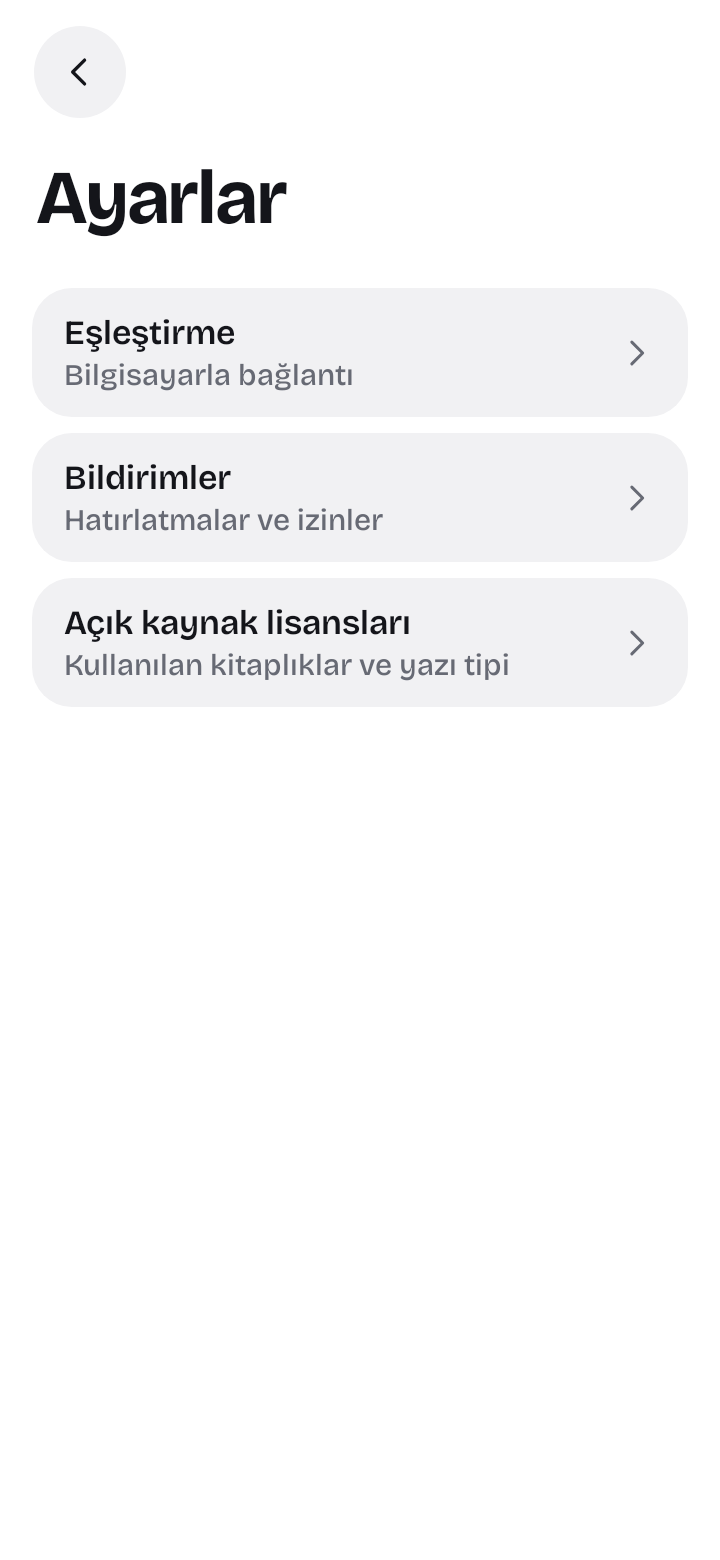 Ayarlar
Eşleştirme
Bilgisayarla bağlantı
Bildirimler
Hatırlatmalar ve izinler
Açık kaynak lisansları
Kullanılan kitaplıklar ve yazı tipi